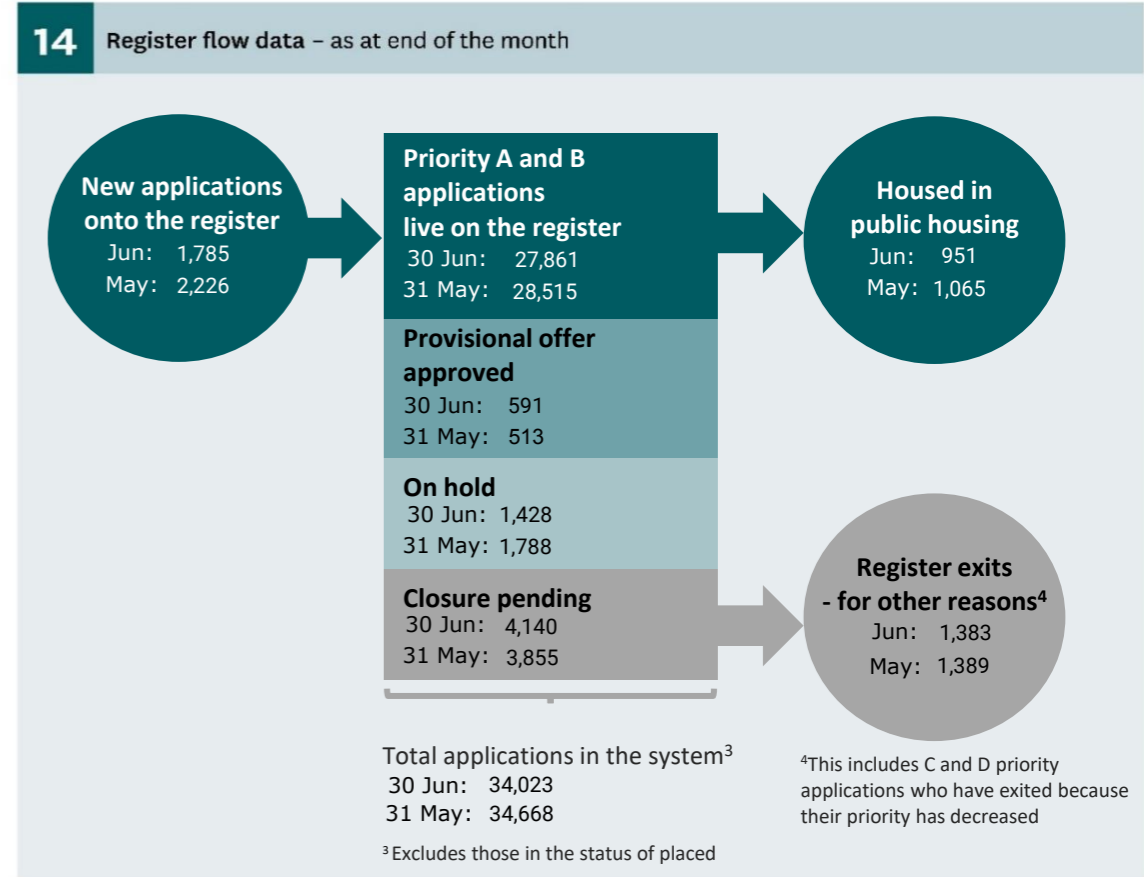 14 Register flow data – as at end of the month
New applications
onto the register
Jun: 1,785
May: 2,226
Priority A and B
applications
live on the register
30 Jun: 27,861
31 May: 28,515
Provisional offer
approved
30 Jun: 591
31 May: 513
On hold
30 Jun: 1,428
31 May: 1,788
Closure pending
30 Jun: 4,140
31 May: 3,855
Housed in
public housing
Jun: 951
May: 1,065
Register exits
- for other reasons⁴
Jun: 1,383
May: 1,389
Total applications in the system³
30 Jun: 34,023
31 May: 34,668
³ Excludes those in the status of placed
⁴This includes C and D priority
applications who have exited because
their priority has decreased